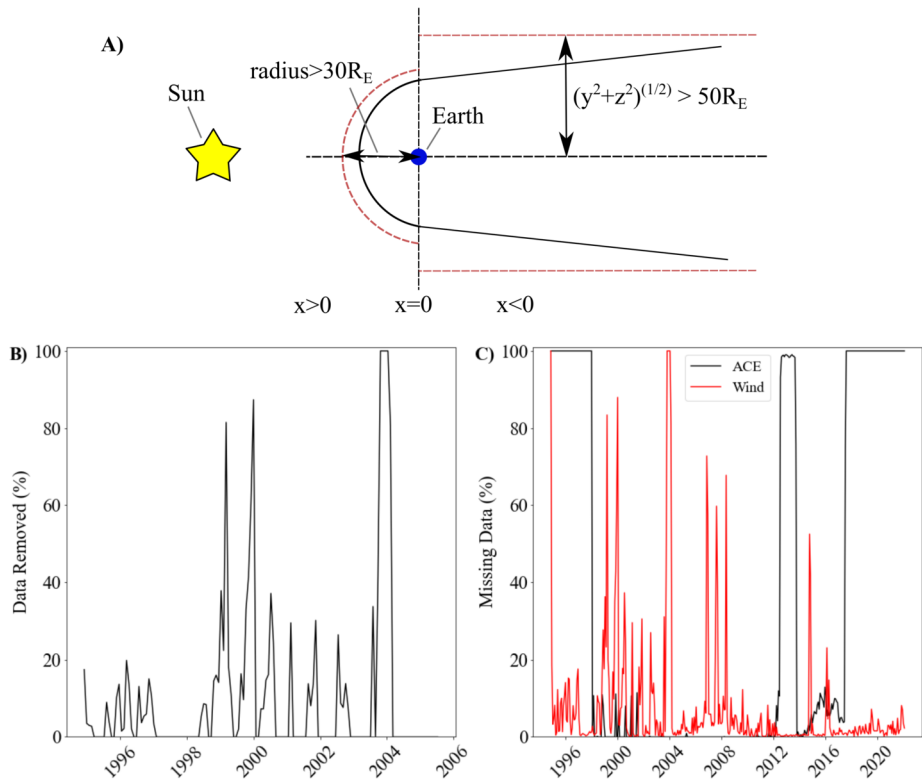 A)
radius>30R_E
Sun
Earth
(y²+z²)^(1/2) > 50R_E
x>0
x=0
x<0
B)
Data Removed (%)
100
80
60
40
20
0
1996
1998
2000
2002
2004
2006
C)
Missing Data (%)
100
80
60
40
20
0
ACE
Wind
1996
2000
2004
2008
2012
2016
2020